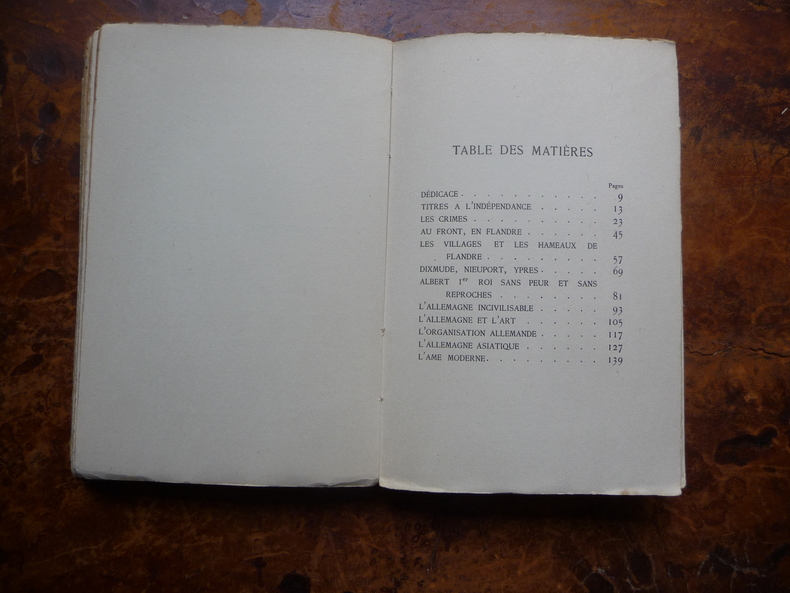 TABLE DES MATIÈRES
Pages
DÉDICACE . . . . . . . . . . . 9
TITRES A L'INDÉPENDANCE . . . . . 13
LES CRIMES . . . . . . . . . . 23
AU FRONT, EN FLANDRE . . . . . . 45
LES VILLAGES ET LES HAMEAUX DE
FLANDRE . . . . . . . . 57
DIXMUDE, NIEUPORT, YPRES . . . . . 69
ALBERT Iᵉʳ ROI SANS PEUR ET SANS
REPROCHES . . . . . . . 81
L'ALLEMAGNE INCIVILISABLE . . . . . 93
L'ALLEMAGNE ET L'ART . . . . . . 105
L'ORGANISATION ALLEMANDE . . . . . 117
L'ALLEMAGNE ASIATIQUE . . . . . . 127
L'AME MODERNE . . . . . . . . . 139